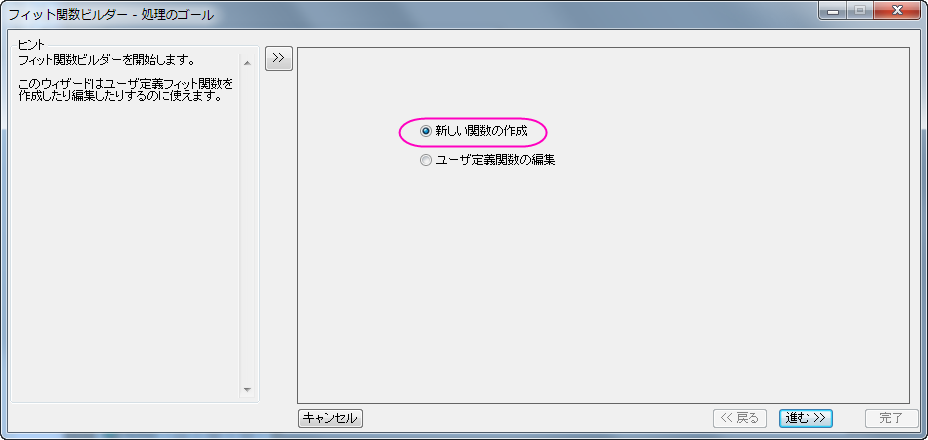 フィット関数ビルダー - 処理のゴール
ヒント
フィット関数ビルダーを開始します。
このウィザードはユーザ定義フィット関数を
作成したり編集したりするのに使えます。
>>
新しい関数の作成
ユーザ定義関数の編集
キャンセル
<< 戻る
進む >>
完了